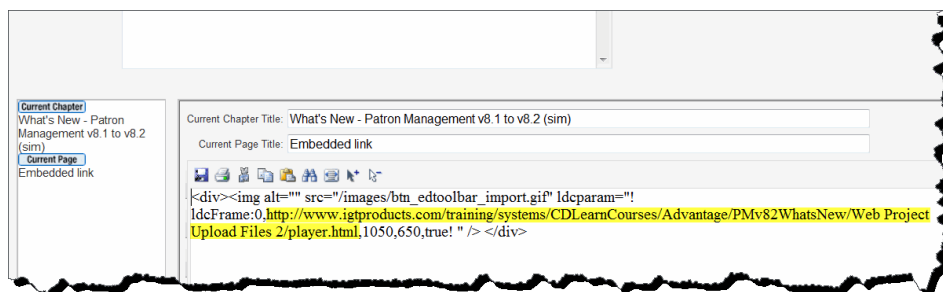 Current Chapter
What's New - Patron
Management v8.1 to v8.2
(sim)
Current Page
Embedded link
Current Chapter Title: What's New - Patron Management v8.1 to v8.2 (sim)
Current Page Title: Embedded link
<div><img alt="" src="/images/btn_edtoolbar_import.gif" ldcparam="!
ldcFrame:0,http://www.igtproducts.com/training/systems/CDLearnCourses/Advantage/PMv82WhatsNew/Web Project
Upload Files 2/player.html,1050,650,true! " /> </div>